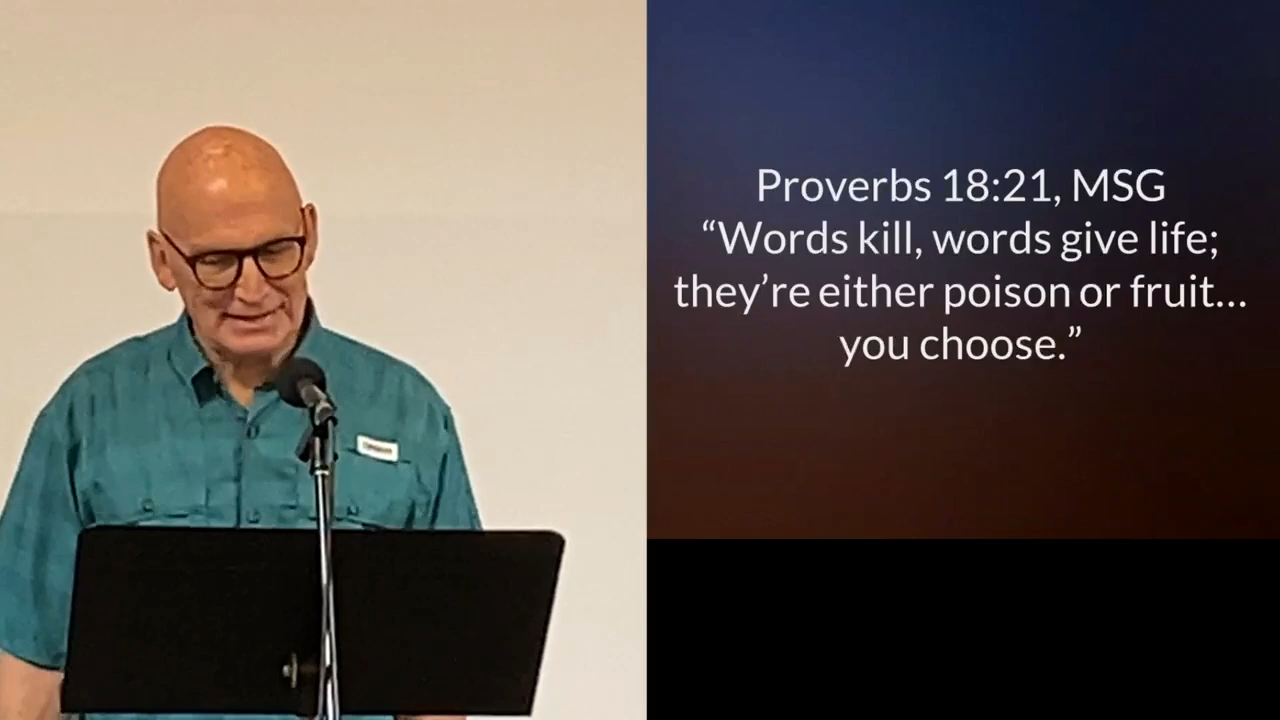 Proverbs 18:21, MSG
“Words kill, words give life;
they’re either poison or fruit...
you choose.”